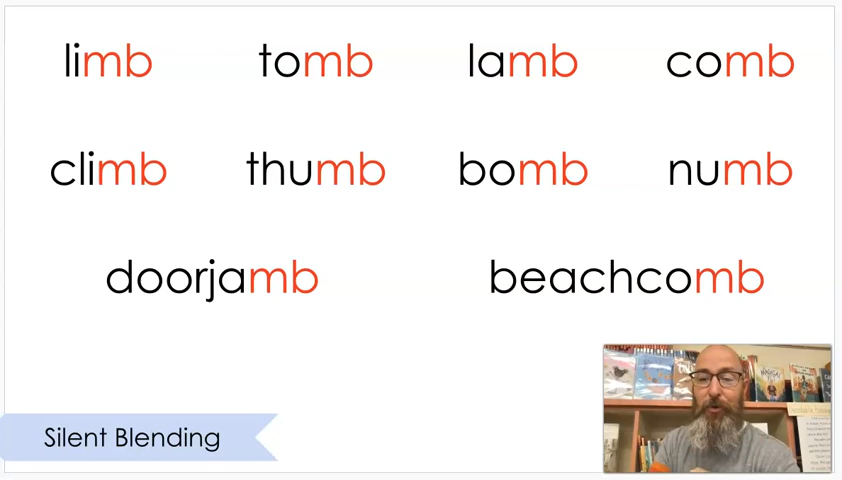 limb tomb lamb comb
climb thumb bomb numb
doorjamb beachcomb
Silent Blending